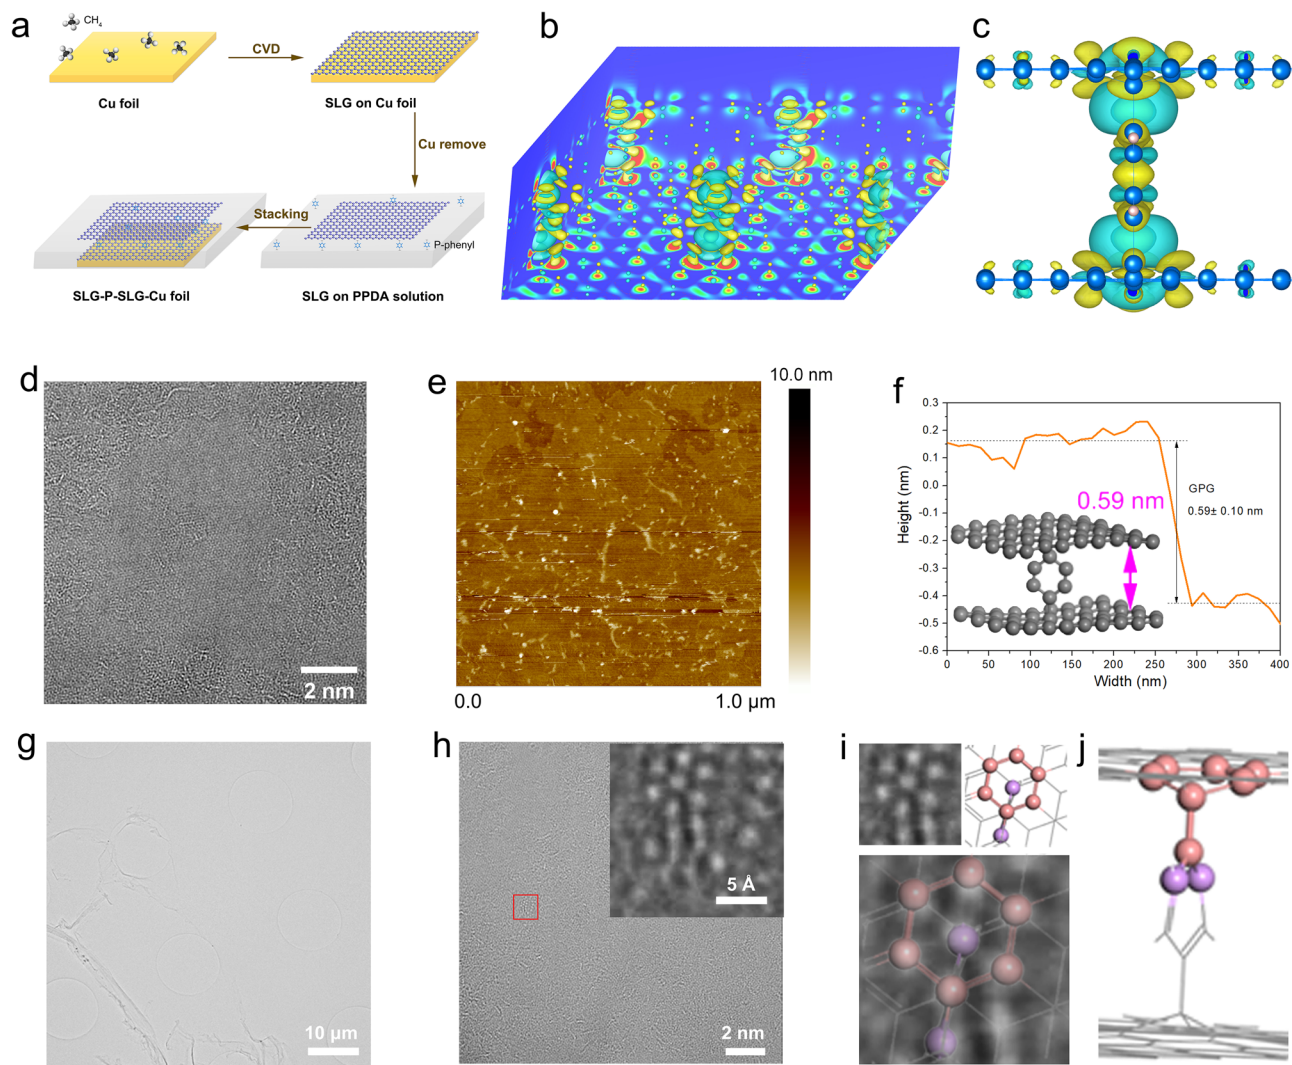 a
CH4
CVD
Cu foil
SLG on Cu foil
Cu remove
Stacking
P-phenyl
SLG-P-SLG-Cu foil
SLG on PPDA solution
b
c
d
2 nm
e
10.0 nm
0.0
1.0 μm
f
0.3
0.2
0.1
0.0
-0.1
-0.2
-0.3
-0.4
-0.5
-0.6
Height (nm)
0.59 nm
GPG
0.59± 0.10 nm
0
50
100
150
200
250
300
350
400
Width (nm)
g
10 μm
h
5 Å
2 nm
i
j